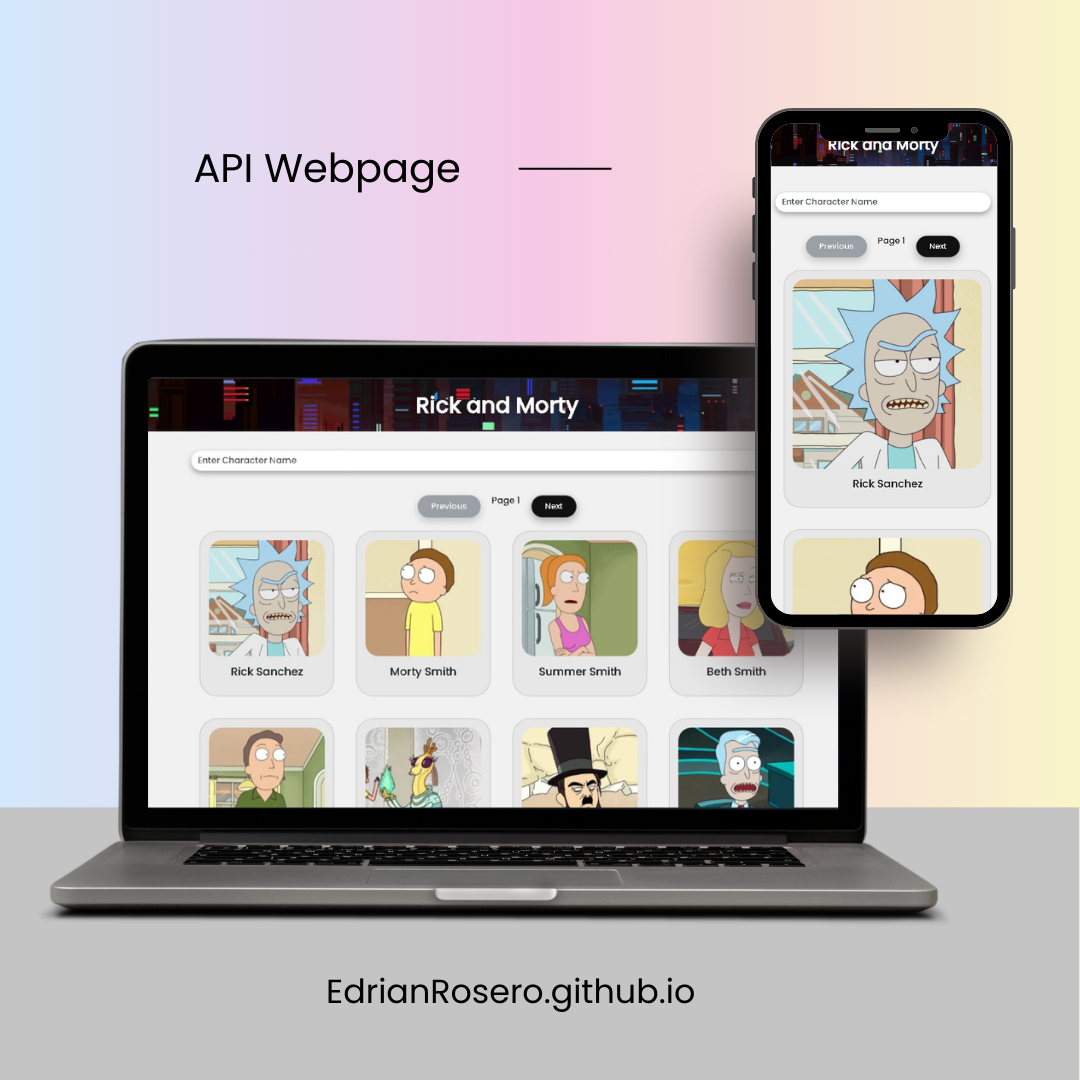 API Webpage
Rick and Morty
Enter Character Name
Previous
Page 1
Next
Rick Sanchez
Rick and Morty
Enter Character Name
Previous
Page 1
Next
Rick Sanchez
Morty Smith
Summer Smith
Beth Smith
EdrianRosero.github.io